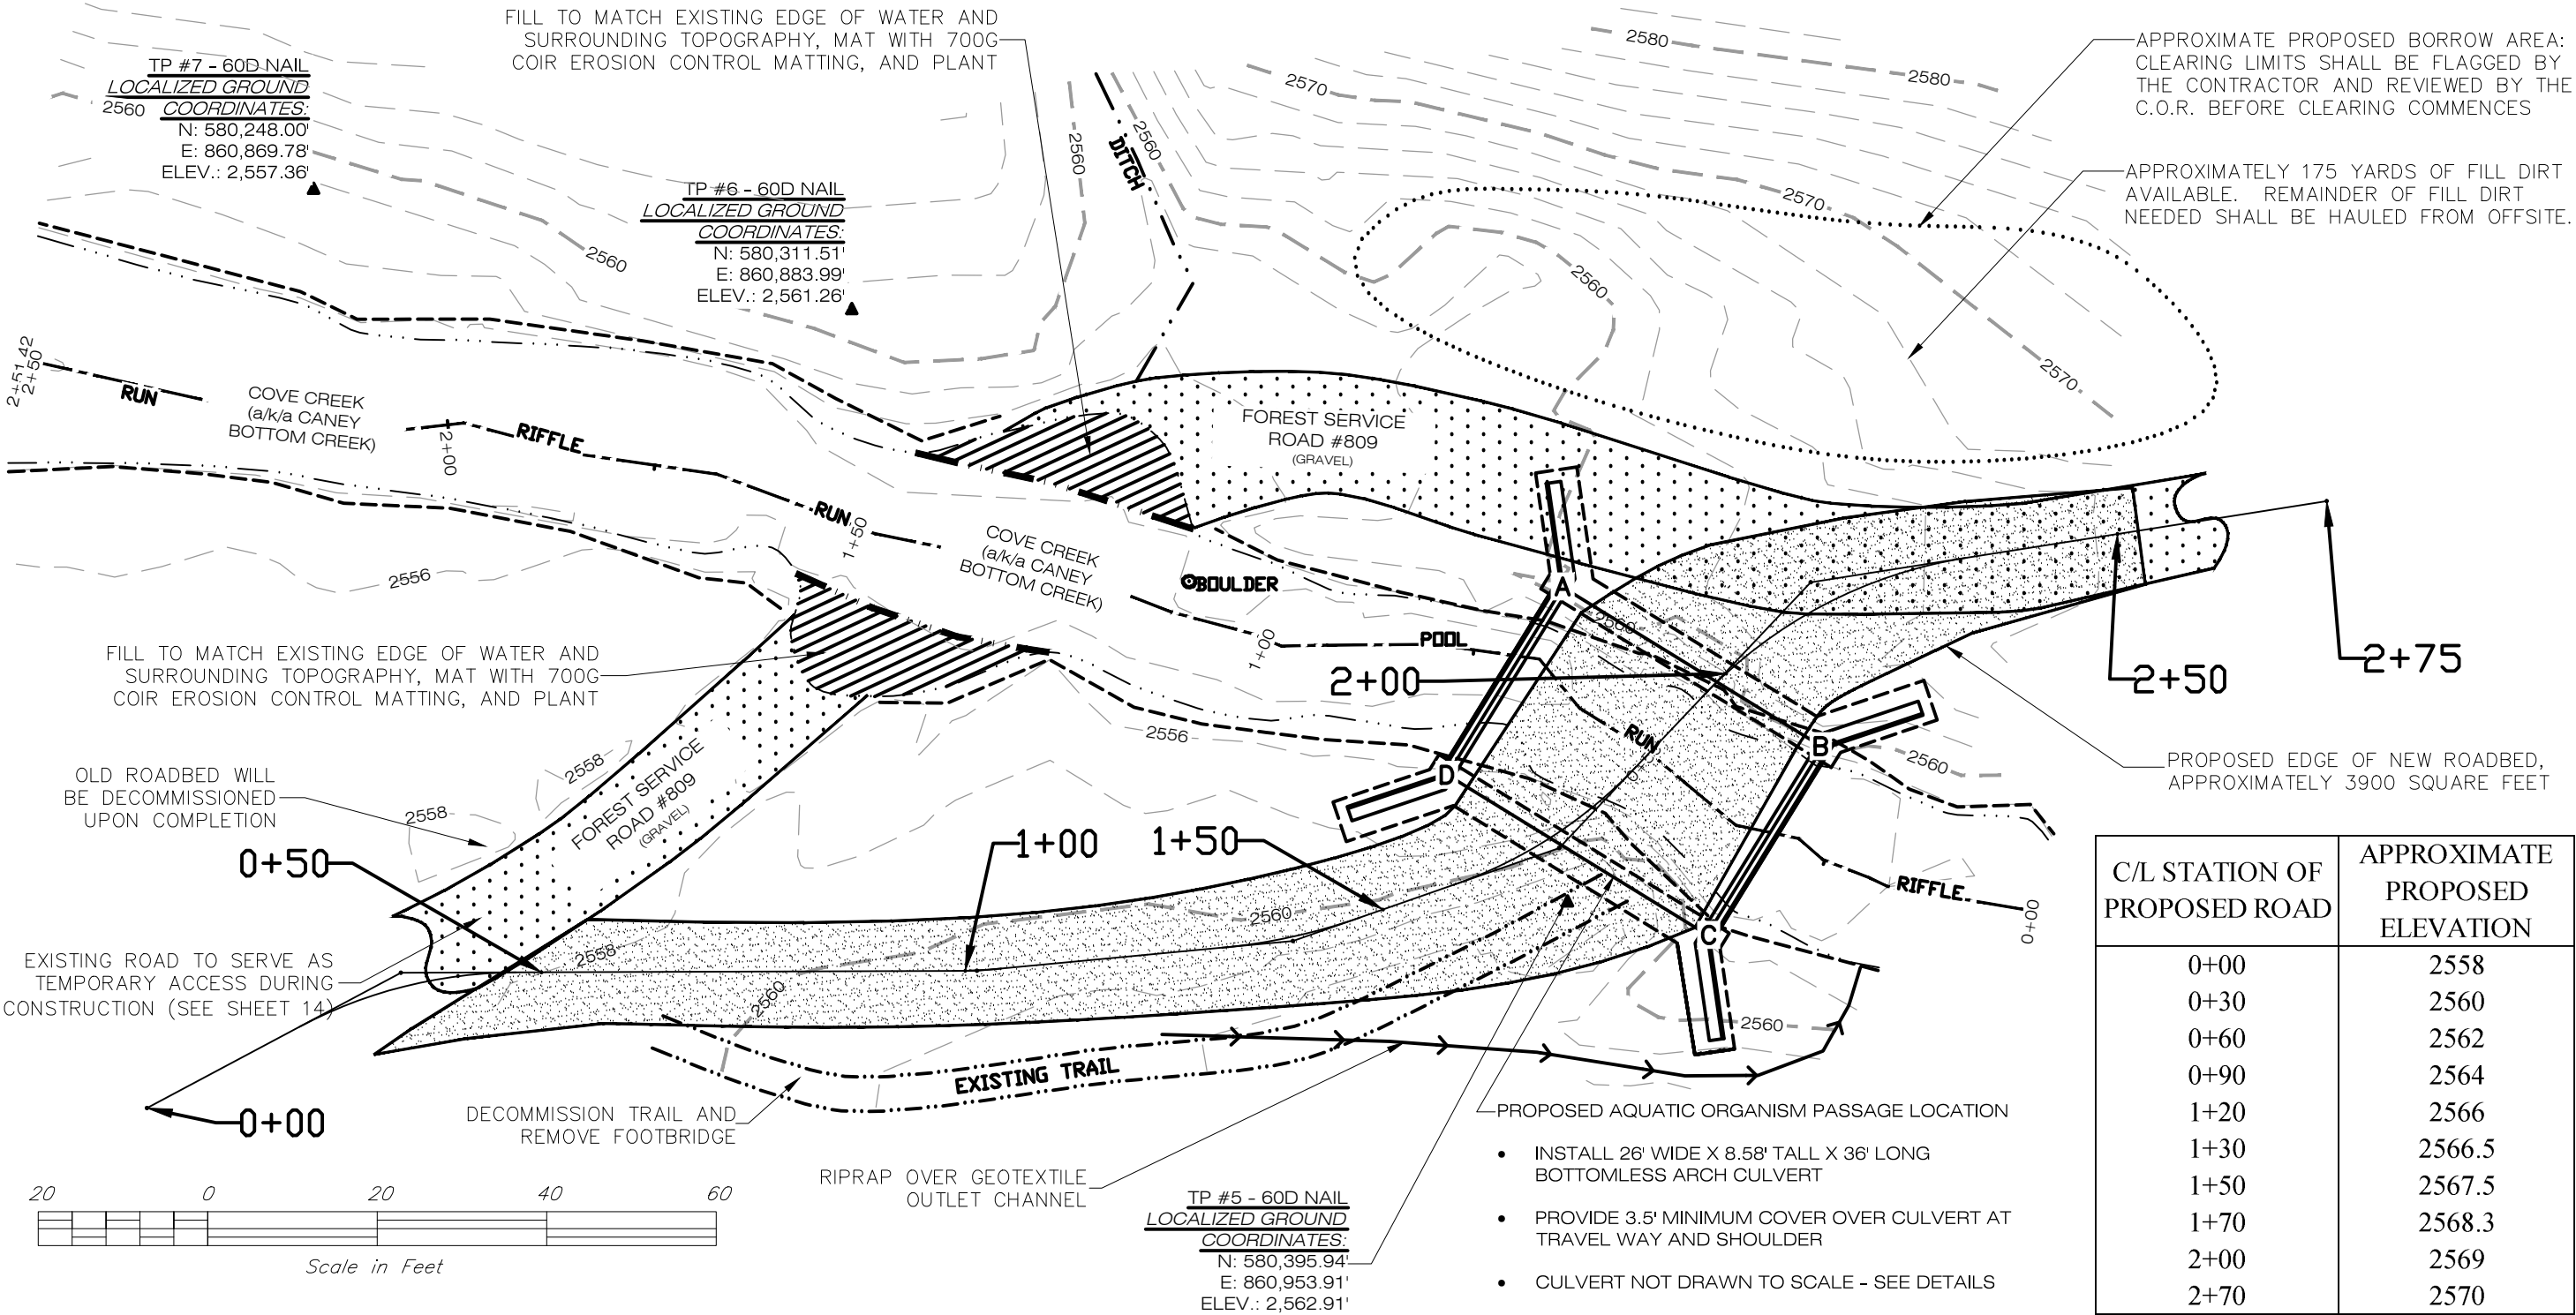 FILL TO MATCH EXISTING EDGE OF WATER AND
SURROUNDING TOPOGRAPHY, MAT WITH 700G
COIR EROSION CONTROL MATTING, AND PLANT
TP #7 - 60D NAIL
LOCALIZED GROUND
COORDINATES:
N: 580,248.00'
E: 860,869.78'
ELEV.: 2,557.36'
2560
TP #6 - 60D NAIL
LOCALIZED GROUND
COORDINATES:
N: 580,311.51'
E: 860,883.99'
ELEV.: 2,561.26'
2560
2560
2560
DITCH
2570
2580
2580
2570
2560
2570
APPROXIMATE PROPOSED BORROW AREA:
CLEARING LIMITS SHALL BE FLAGGED BY
THE CONTRACTOR AND REVIEWED BY THE
C.O.R. BEFORE CLEARING COMMENCES
APPROXIMATELY 175 YARDS OF FILL DIRT
AVAILABLE. REMAINDER OF FILL DIRT
NEEDED SHALL BE HAULED FROM OFFSITE.
2+51.42
2+50
RUN
COVE CREEK
(a/k/a CANEY
BOTTOM CREEK)
2+00
RIFFLE
RUN
1+50
COVE CREEK
(a/k/a CANEY
BOTTOM CREEK)
BOULDER
1+00
POOL
FOREST SERVICE
ROAD #809
(GRAVEL)
A
2560
B
2560
C
D
RUN
RIFFLE
0+00
2+00
2+50
2+75
2556
2556
FILL TO MATCH EXISTING EDGE OF WATER AND
SURROUNDING TOPOGRAPHY, MAT WITH 700G
COIR EROSION CONTROL MATTING, AND PLANT
2558
2558
FOREST SERVICE
ROAD #809
(GRAVEL)
OLD ROADBED WILL
BE DECOMMISSIONED
UPON COMPLETION
0+50
1+00
1+50
2560
2558
2560
2560
EXISTING ROAD TO SERVE AS
TEMPORARY ACCESS DURING
CONSTRUCTION (SEE SHEET 14)
0+00
EXISTING TRAIL
DECOMMISSION TRAIL AND
REMOVE FOOTBRIDGE
RIPRAP OVER GEOTEXTILE
OUTLET CHANNEL
TP #5 - 60D NAIL
LOCALIZED GROUND
COORDINATES:
N: 580,395.94'
E: 860,953.91'
ELEV.: 2,562.91'
PROPOSED AQUATIC ORGANISM PASSAGE LOCATION
• INSTALL 26' WIDE X 8.58' TALL X 36' LONG
BOTTOMLESS ARCH CULVERT
• PROVIDE 3.5' MINIMUM COVER OVER CULVERT AT
TRAVEL WAY AND SHOULDER
• CULVERT NOT DRAWN TO SCALE - SEE DETAILS
PROPOSED EDGE OF NEW ROADBED,
APPROXIMATELY 3900 SQUARE FEET
C/L STATION OF
PROPOSED ROAD
APPROXIMATE
PROPOSED
ELEVATION
0+00 2558
0+30 2560
0+60 2562
0+90 2564
1+20 2566
1+30 2566.5
1+50 2567.5
1+70 2568.3
2+00 2569
2+70 2570
20 0 20 40 60
Scale in Feet